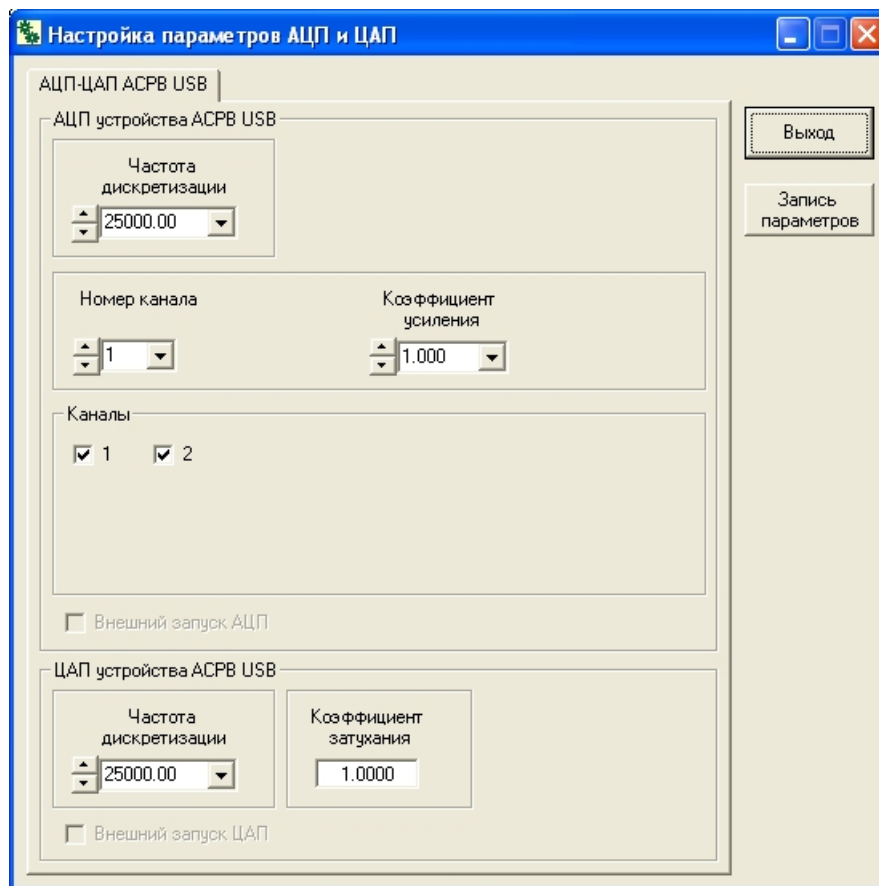 Настройка параметров АЦП и ЦАП
АЦП-ЦАП ACPB USB
АЦП устройства ACPB USB
Частота
дискретизации
25000.00
Выход
Запись
параметров
Номер канала
Коэффициент
усиления
1
1.000
Каналы
1
2
Внешний запуск АЦП
ЦАП устройства ACPB USB
Частота
дискретизации
25000.00
Коэффициент
затухания
1.0000
Внешний запуск ЦАП